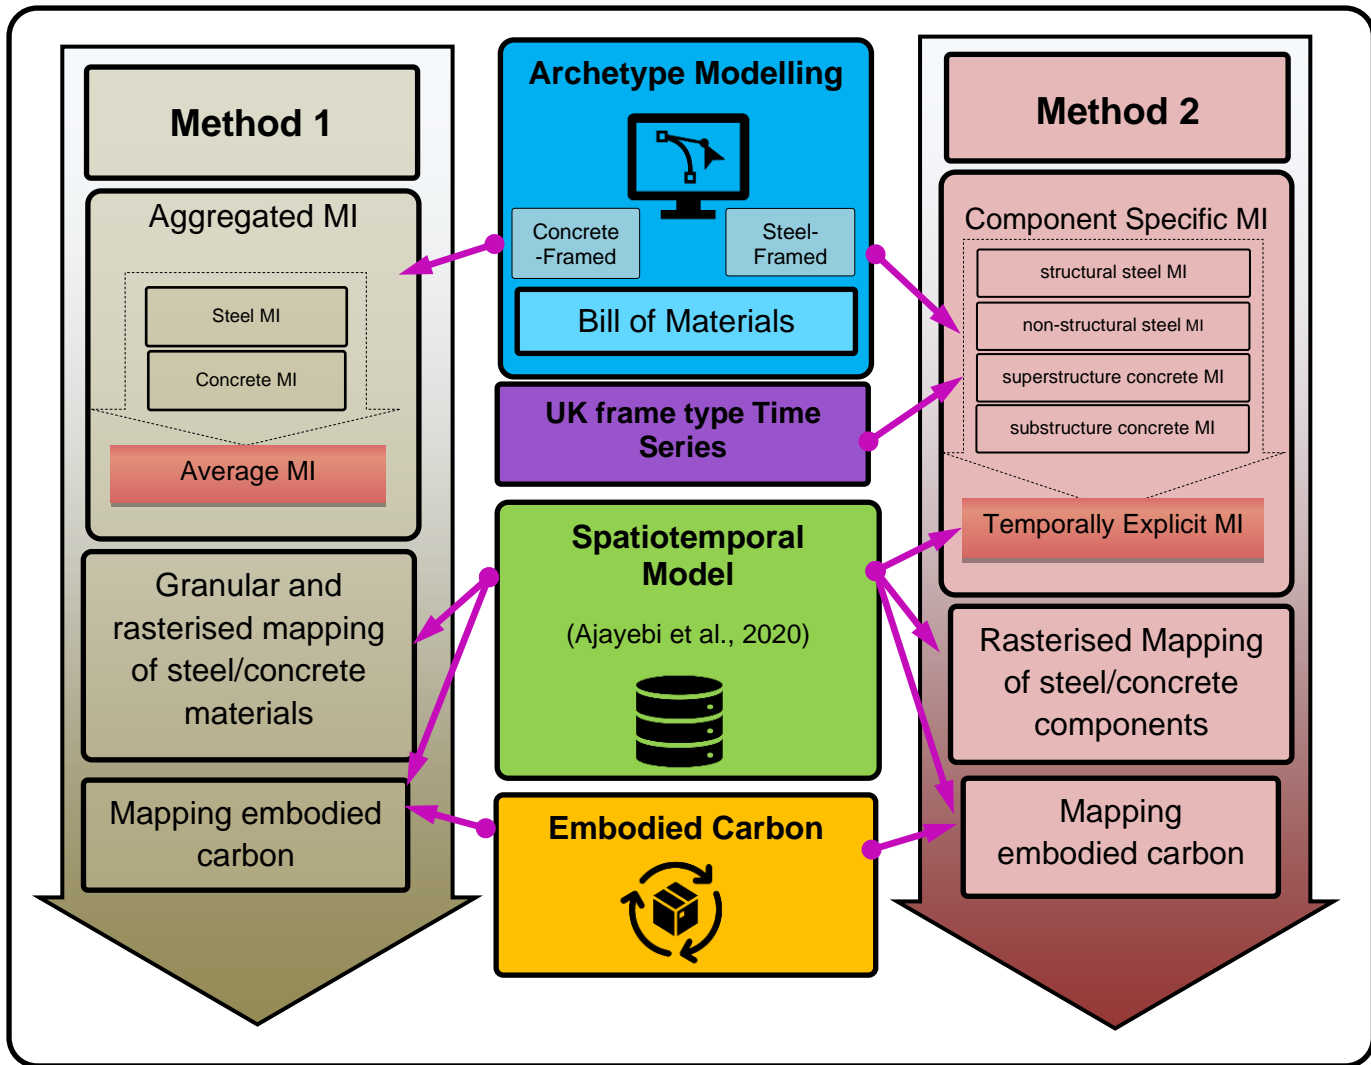 Method 1
Aggregated MI
Steel MI
Concrete MI
Average MI
Granular and
rasterised mapping
of steel/concrete
materials
Mapping embodied
carbon
Archetype Modelling
Concrete
-Framed
Steel-
Framed
Bill of Materials
UK frame type Time
Series
Spatiotemporal
Model
(Ajayebi et al., 2020)
Embodied Carbon
Method 2
Component Specific MI
structural steel MI
non-structural steel MI
superstructure concrete MI
substructure concrete MI
Temporally Explicit MI
Rasterised Mapping
of steel/concrete
components
Mapping
embodied carbon